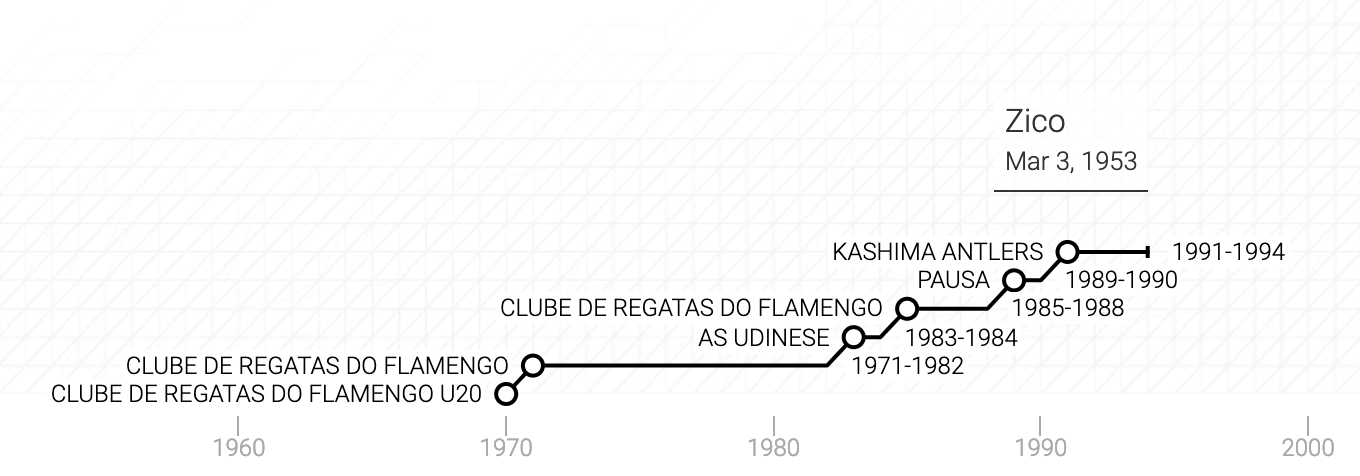 Zico
Mar 3, 1953
KASHIMA ANTLERS 1991-1994
PAUSA 1989-1990
CLUBE DE REGATAS DO FLAMENGO 1985-1988
AS UDINESE 1983-1984
CLUBE DE REGATAS DO FLAMENGO 1971-1982
CLUBE DE REGATAS DO FLAMENGO U20
1960 1970 1980 1990 2000